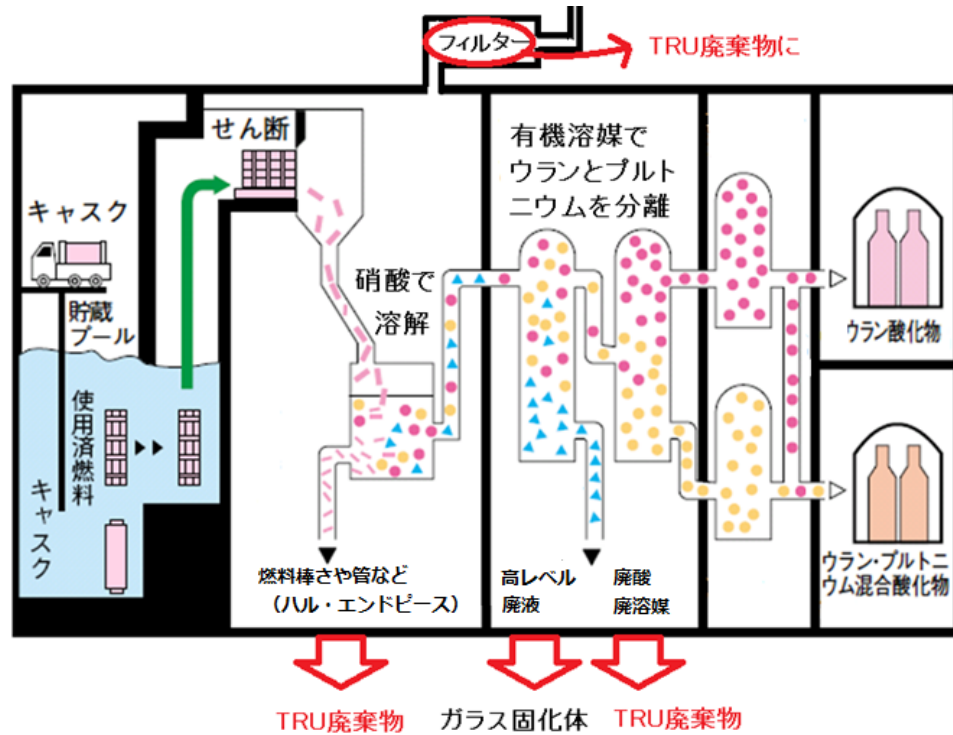 フィルター
TRU廃棄物に
せん断
有機溶媒で
ウランとプルト
ニウムを分離
キャスク
硝酸で
溶解
貯蔵
プール
ウラン酸化物
使用済燃料
キャスク
ウラン・プルトニ
ウム混合酸化物
燃料棒さや管など
(ハル・エンドピース)
高レベル
廃液
廃酸
廃溶媒
TRU廃棄物
ガラス固化体
TRU廃棄物